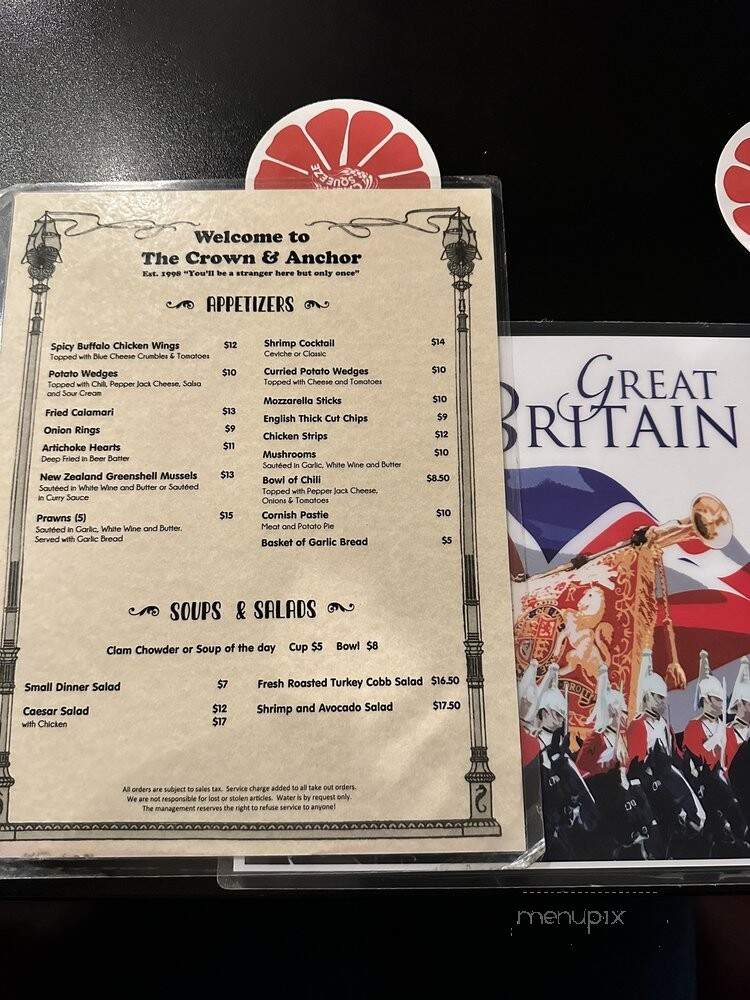 SQUEEZE
Welcome to
The Crown & Anchor
Est. 1998 "You'll be a stranger here but only once"
APPETIZERS
Spicy Buffalo Chicken Wings $12
Topped with Blue Cheese Crumbles & Tomatoes
Potato Wedges $10
Topped with Chili, Pepper Jack Cheese, Salsa
and Sour Cream
Fried Calamari $13
Onion Rings $9
Artichoke Hearts $11
Deep Fried in Beer Batter
New Zealand Greenshell Mussels $13
Sautéed in White Wine and Butter or Sautéed
in Curry Sauce
Prawns (5) $15
Sautéed in Garlic, White Wine and Butter.
Served with Garlic Bread
Shrimp Cocktail $14
Ceviche or Classic
Curried Potato Wedges $10
Topped with Cheese and Tomatoes
Mozzarella Sticks $10
English Thick Cut Chips $9
Chicken Strips $12
Mushrooms $10
Sautéed in Garlic, White Wine and Butter
Bowl of Chili $8.50
Topped with Pepper Jack Cheese,
Onions & Tomatoes
Cornish Pastie $10
Meat and Potato Pie
Basket of Garlic Bread $5
SOUPS & SALADS
Clam Chowder or Soup of the day Cup $5 Bowl $8
Small Dinner Salad $7
Caesar Salad $12
with Chicken $17
Fresh Roasted Turkey Cobb Salad $16.50
Shrimp and Avocado Salad $17.50
All orders are subject to sales tax. Service charge added to all take out orders.
We are not responsible for lost or stolen articles. Water is by request only.
The management reserves the right to refuse service to anyone!
GREAT
BRITAIN
menupix